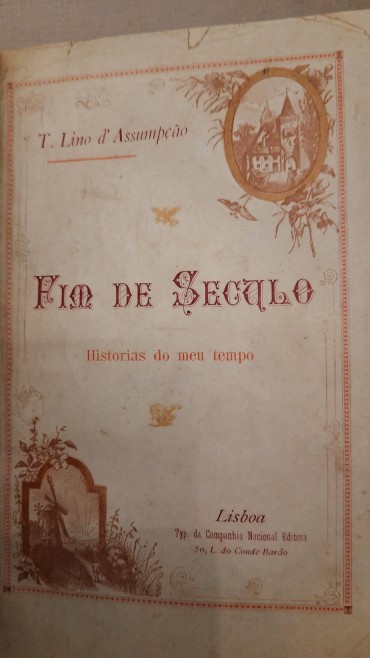 T. Lino d'Assumpção
FIM DE SECULO
Historias do meu tempo
Lisboa
Typ. da Companhia Nacional Editora
50, L. do Conde Barão